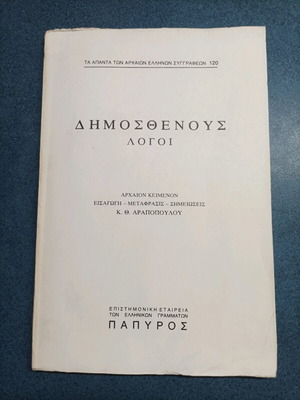 ΤΑ ΑΠΑΝΤΑ ΤΩΝ ΑΡΧΑΙΩΝ ΕΛΛΗΝΩΝ ΣΥΓΓΡΑΦΕΩΝ 120
ΔΗΜΟΣΘΕΝΟΥΣ
ΛΟΓΟΙ
ΑΡΧΑΙΟΝ ΚΕΙΜΕΝΟΝ
ΕΙΣΑΓΩΓΗ – ΜΕΤΑΦΡΑΣΙΣ – ΣΗΜΕΙΩΣΕΙΣ
Κ. Θ. ΑΡΑΠΟΠΟΥΛΟΥ
ΕΠΙΣΤΗΜΟΝΙΚΗ ΕΤΑΙΡΕΙΑ
ΤΩΝ ΕΛΛΗΝΙΚΩΝ ΓΡΑΜΜΑΤΩΝ
ΠΑΠΥΡΟΣ